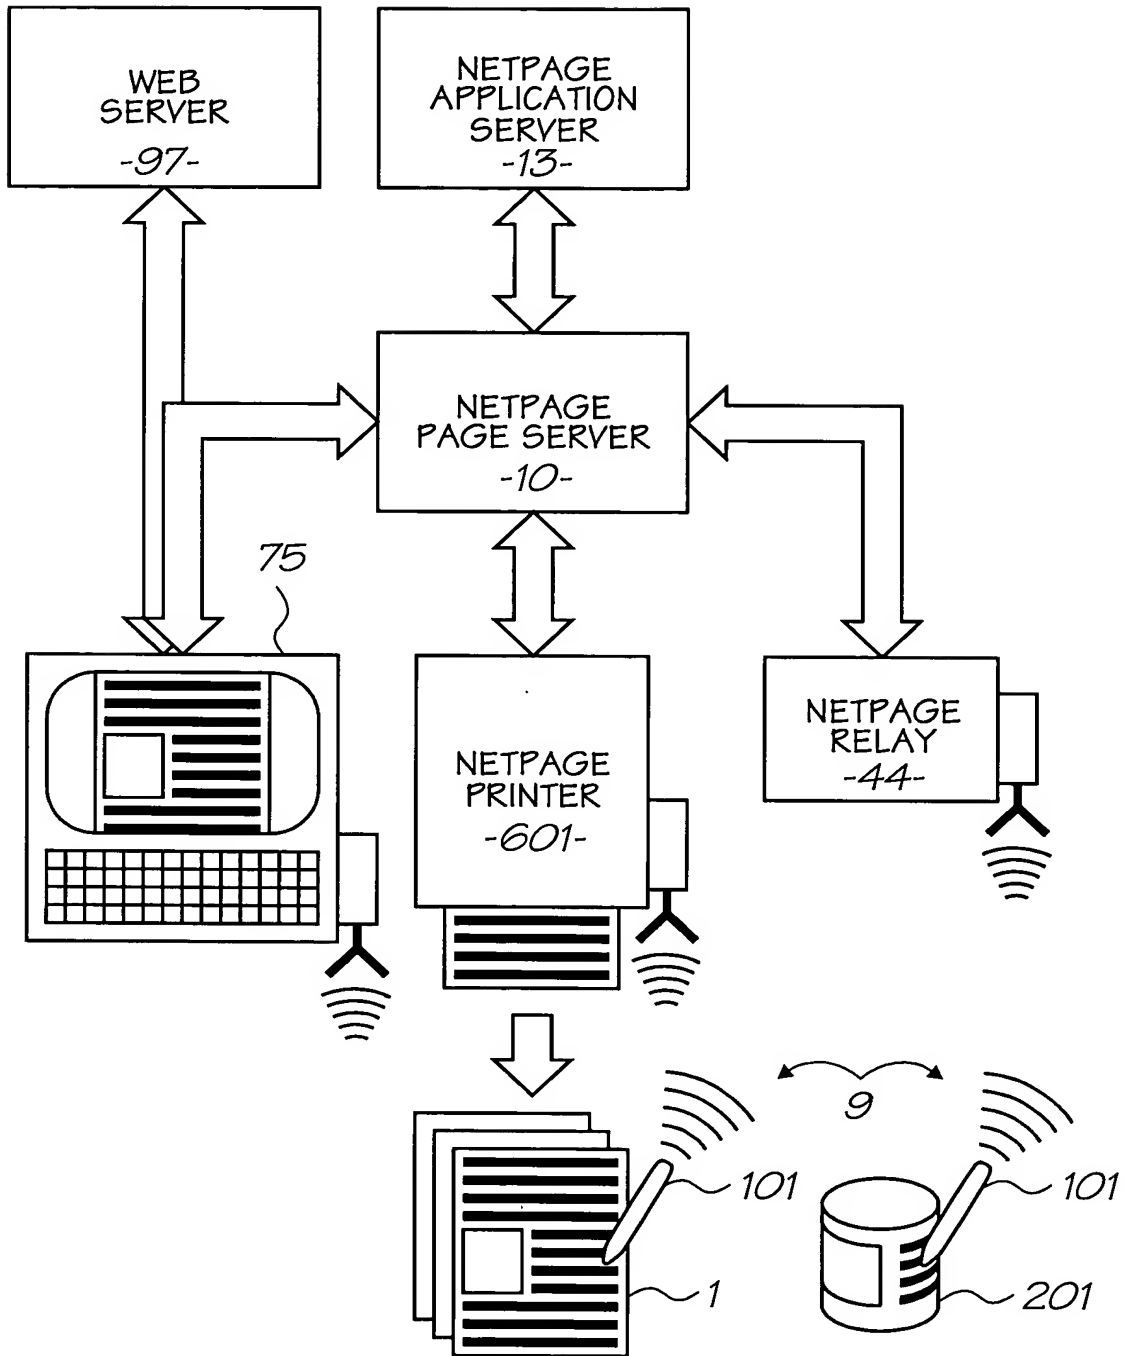 WEB
SERVER
-97-
NETPAGE
APPLICATION
SERVER
-13-
NETPAGE
PAGE SERVER
-10-
75
NETPAGE
PRINTER
-601-
NETPAGE
RELAY
-44-
9
101
101
1
201